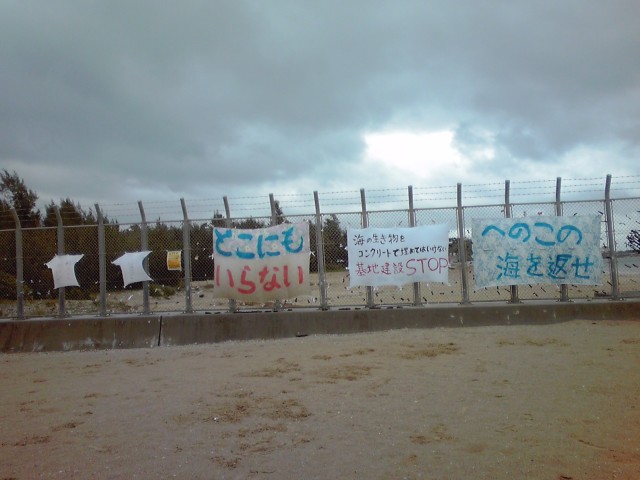 どこにも
いらない
海の生き物を
コンクリートで埋めてはいけない
基地建設STOP
へのこの
海を返せ